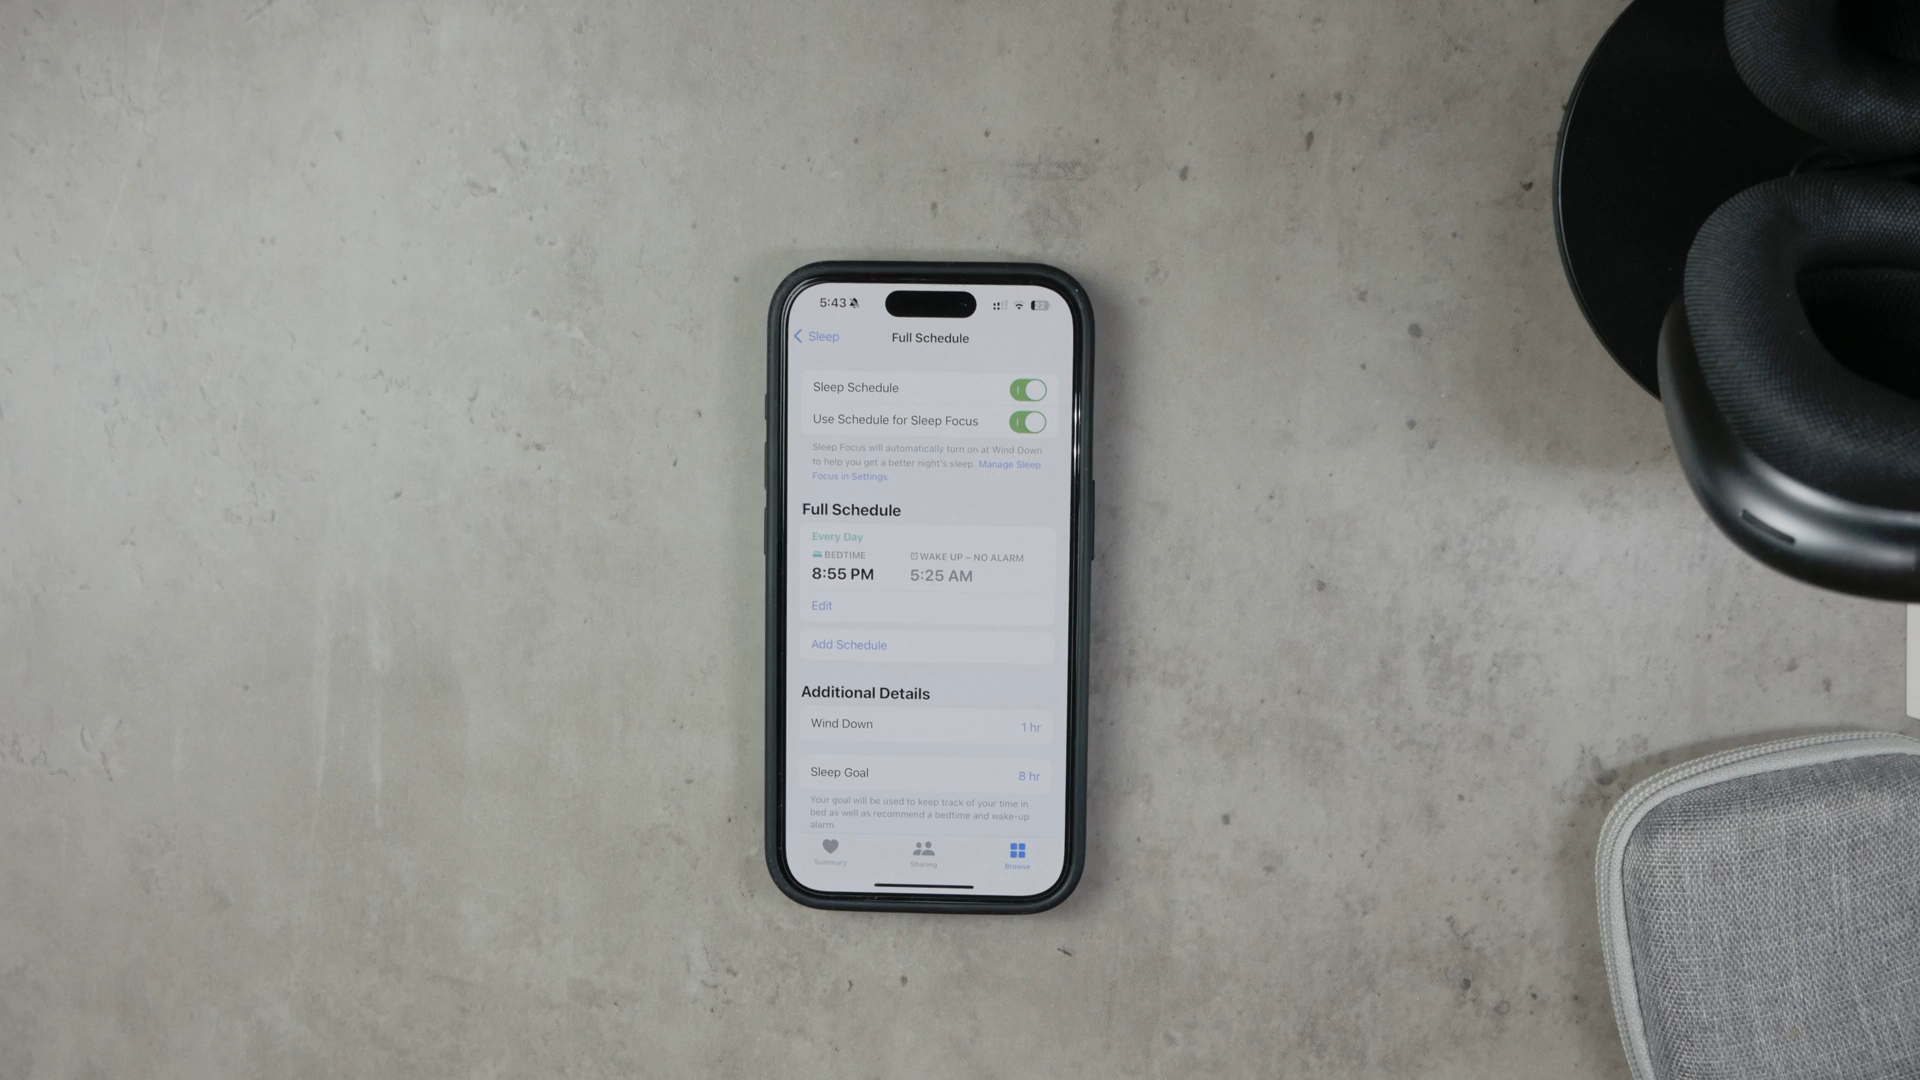 5:43
22
Sleep
Full Schedule
Sleep Schedule
Use Schedule for Sleep Focus
Sleep Focus will automatically turn on at Wind Down
to help you get a better night's sleep. Manage Sleep
Focus in Settings.
Full Schedule
Every Day
BEDTIME
WAKE UP – NO ALARM
8:55 PM
5:25 AM
Edit
Add Schedule
Additional Details
Wind Down
1 hr
Sleep Goal
8 hr
Your goal will be used to keep track of your time in
bed as well as recommend a bedtime and wake-up
alarm.
Summary
Sharing
Browse